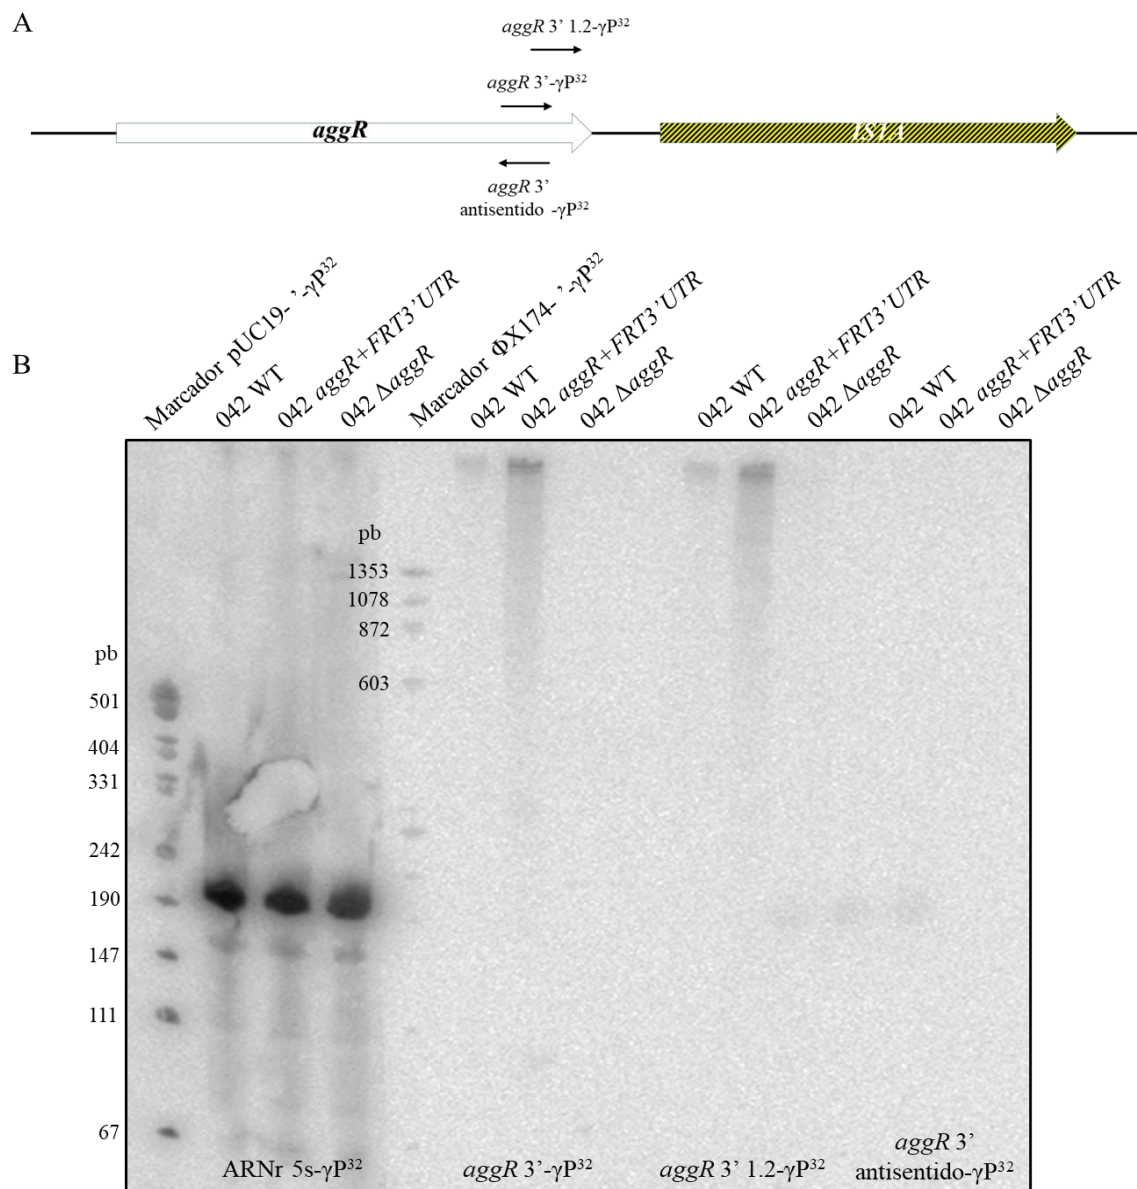 A
aggR 3' 1.2-γP³²
aggR 3'-γP³²
aggR
IS1A
aggR 3'
antisentido -γP³²
B
Marcador pUC19- ’ -γP³²
042 WT
042 aggR+FRT3’UTR
042 ΔaggR
Marcador ΦX174- ’ -γP³²
042 WT
042 aggR+FRT3’UTR
042 ΔaggR
042 WT
042 aggR+FRT3’UTR
042 ΔaggR
042 WT
042 aggR+FRT3’UTR
042 ΔaggR
pb
1353
1078
872
603
pb
501
404
331
242
190
147
111
67
ARNr 5s-γP³²
aggR 3'-γP³²
aggR 3' 1.2-γP³²
aggR 3'
antisentido-γP³²